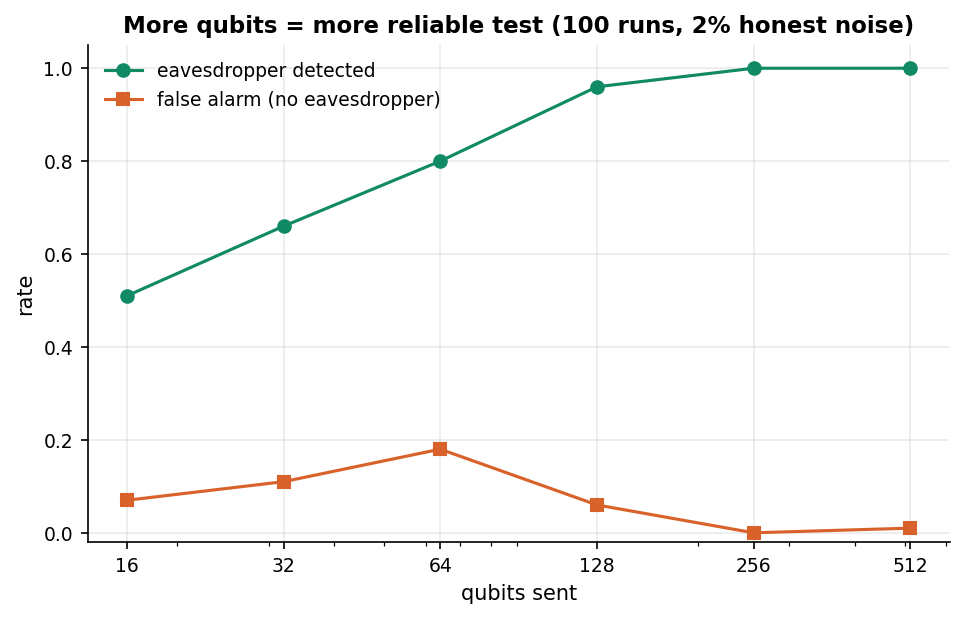 More qubits = more reliable test (100 runs, 2% honest noise)
eavesdropper detected
false alarm (no eavesdropper)
1.0
0.8
0.6
0.4
0.2
0.0
rate
16 32 64 128 256 512
qubits sent